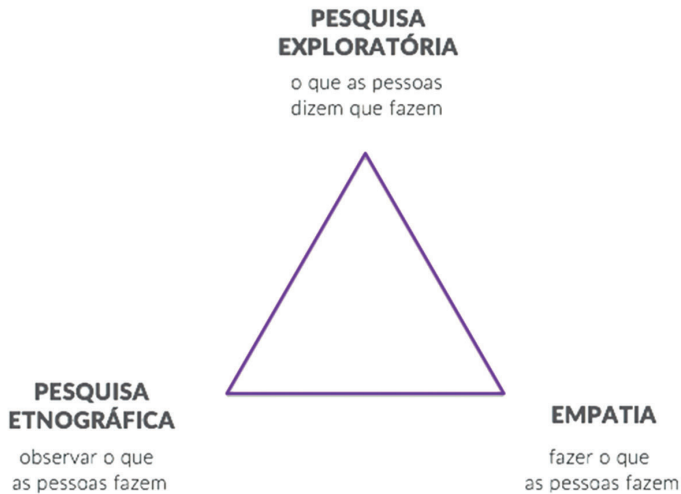 PESQUISA
EXPLORATÓRIA
o que as pessoas
dizem que fazem
PESQUISA
ETNOGRÁFICA
observar o que
as pessoas fazem
EMPATIA
fazer o que
as pessoas fazem